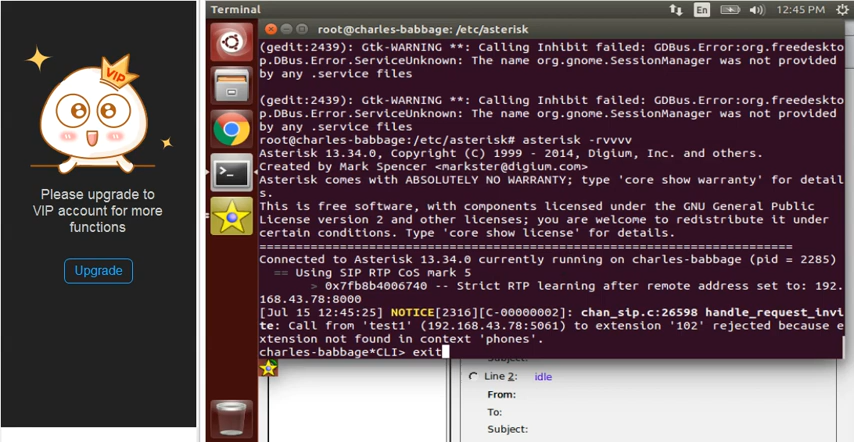 VIP
Please upgrade to
VIP account for more
functions
Upgrade
Terminal
En
12:45 PM
root@charles-babbage: /etc/asterisk
(gedit:2439): Gtk-WARNING **: Calling Inhibit failed: GDBus.Error:org.freedeskto
p.DBus.Error.ServiceUnknown: The name org.gnome.SessionManager was not provided
by any .service files
(gedit:2439): Gtk-WARNING **: Calling Inhibit failed: GDBus.Error:org.freedeskto
p.DBus.Error.ServiceUnknown: The name org.gnome.SessionManager was not provided
by any .service files
root@charles-babbage:/etc/asterisk# asterisk -rvvvv
Asterisk 13.34.0, Copyright (C) 1999 - 2014, Digium, Inc. and others.
Created by Mark Spencer <markster@digium.com>
Asterisk comes with ABSOLUTELY NO WARRANTY; type 'core show warranty' for detail
s.
This is free software, with components licensed under the GNU General Public
License version 2 and other licenses; you are welcome to redistribute it under
certain conditions. Type 'core show license' for details.
=========================================================================
Connected to Asterisk 13.34.0 currently running on charles-babbage (pid = 2285)
== Using SIP RTP CoS mark 5
> 0x7fb8b4006740 -- Strict RTP learning after remote address set to: 192.
168.43.78:8000
[Jul 15 12:45:25] NOTICE[2316][C-00000002]: chan_sip.c:26598 handle_request_invi
te: Call from 'test1' (192.168.43.78:5061) to extension '102' rejected because e
xtension not found in context 'phones'.
charles-babbage*CLI> exit
Subject:
Line 2: idle
From:
To:
Subject: